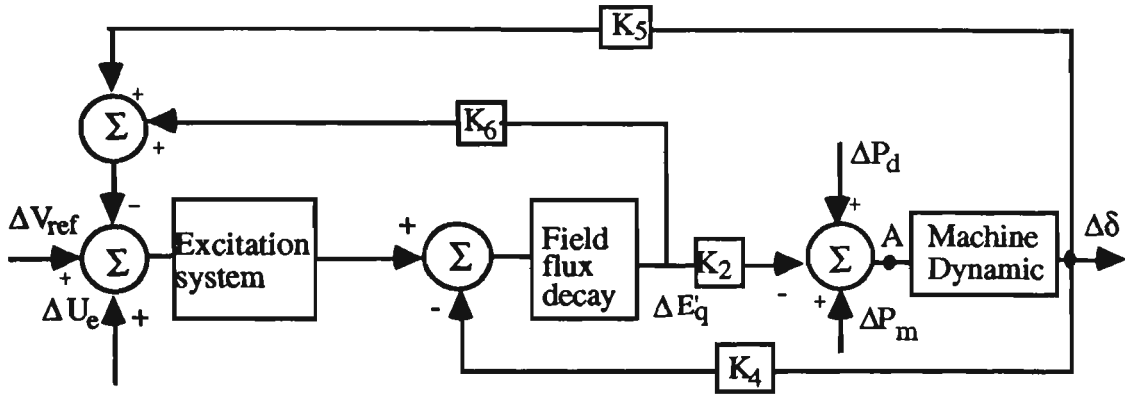 K5
+
Σ
+
K6
ΔPd
-
+
ΔVref
Σ
+
Excitation
system
+
Σ
-
Field
flux
decay
K2
-
Σ
A
Machine
Dynamic
Δδ
ΔUe
+
ΔE'q
+
ΔPm
K4